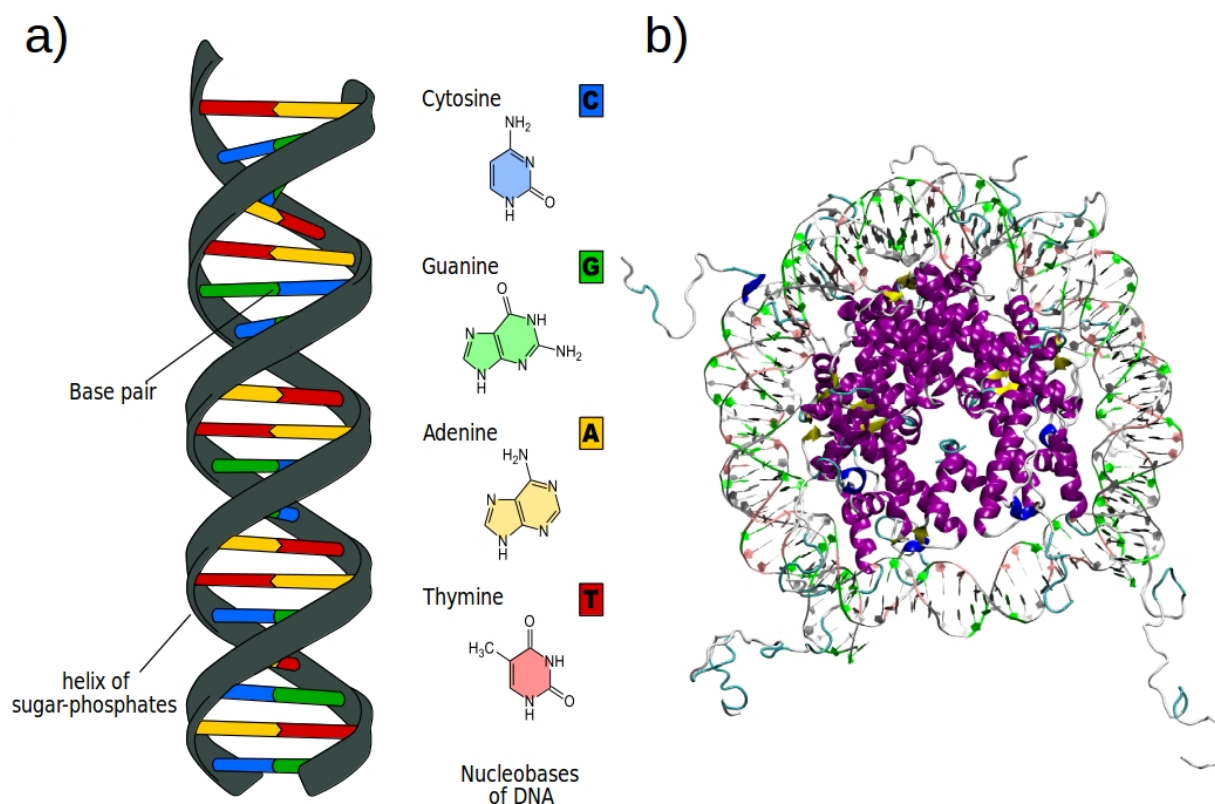 a)
b)
Cytosine
C
NH₂
N
N
H
O
Guanine
G
O
N
NH
N
H
N
NH₂
Base pair
Adenine
A
H₂N
N
N
N
H
N
Thymine
T
O
H₃C
NH
N
H
O
helix of
sugar-phosphates
Nucleobases
of DNA